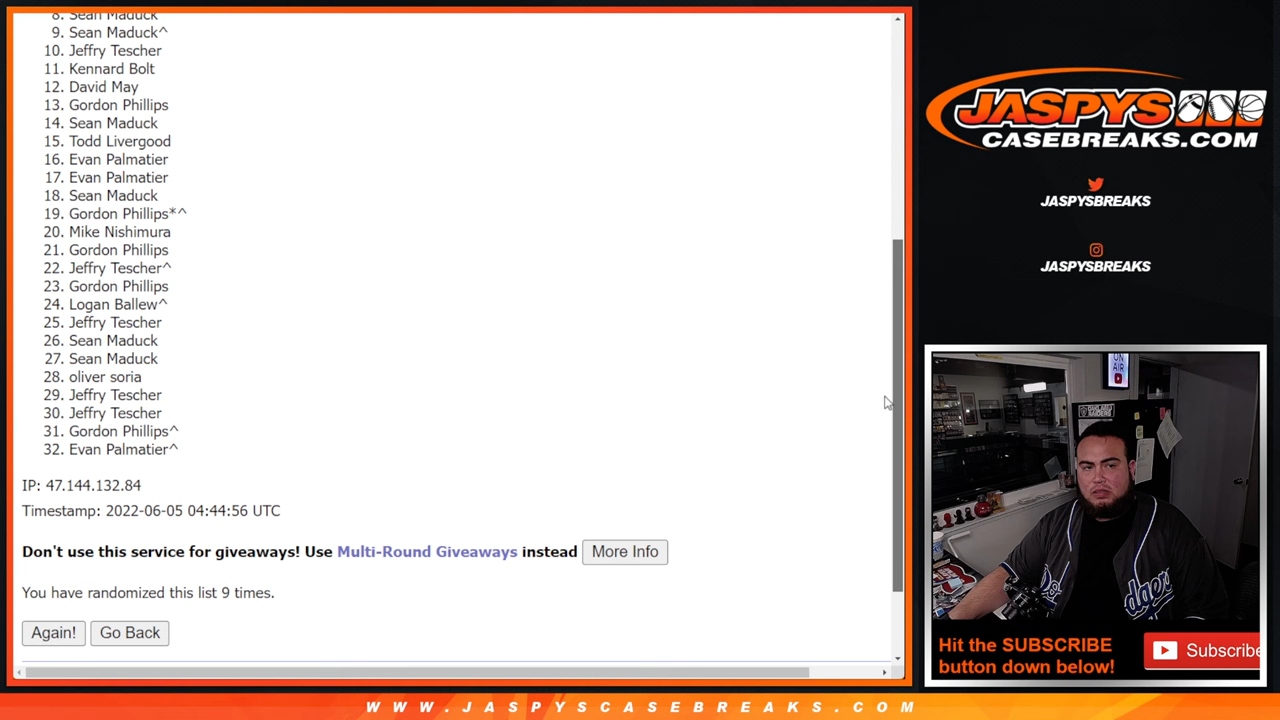 8. Sean Maduck
9. Sean Maduck^
10. Jeffry Tescher
11. Kennard Bolt
12. David May
13. Gordon Phillips
14. Sean Maduck
15. Todd Livergood
16. Evan Palmatier
17. Evan Palmatier
18. Sean Maduck
19. Gordon Phillips*^
20. Mike Nishimura
21. Gordon Phillips
22. Jeffry Tescher^
23. Gordon Phillips
24. Logan Ballew^
25. Jeffry Tescher
26. Sean Maduck
27. Sean Maduck
28. oliver soria
29. Jeffry Tescher
30. Jeffry Tescher
31. Gordon Phillips^
32. Evan Palmatier^
IP: 47.144.132.84
Timestamp: 2022-06-05 04:44:56 UTC
Don't use this service for giveaways! Use Multi-Round Giveaways instead More Info
You have randomized this list 9 times.
Again! Go Back
JASPYS
CASEBREAKS.COM
JASPYSBREAKS
JASPYSBREAKS
ON
AIR
Hit the SUBSCRIBE
button down below!
Subscribe
WWW.JASPYSCASEBREAKS.COM